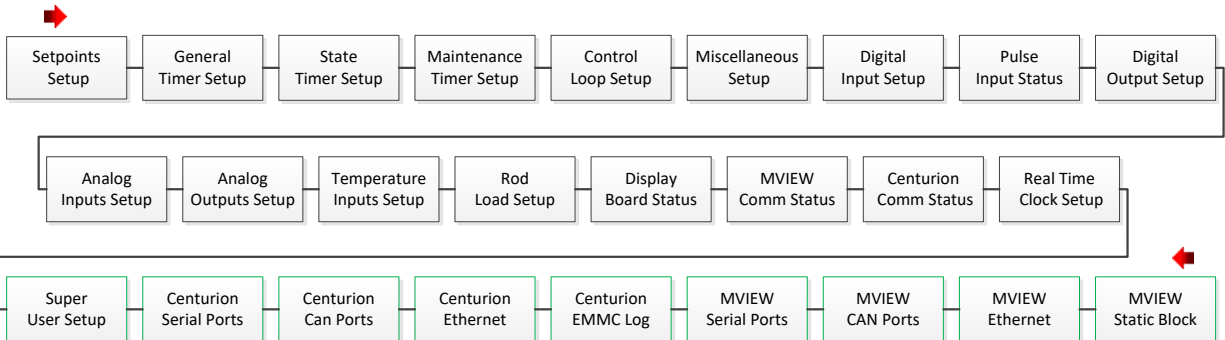 Setpoints
Setup
General
Timer Setup
State
Timer Setup
Maintenance
Timer Setup
Control
Loop Setup
Miscellaneous
Setup
Digital
Input Setup
Pulse
Input Status
Digital
Output Setup
Analog
Inputs Setup
Analog
Outputs Setup
Temperature
Inputs Setup
Rod
Load Setup
Display
Board Status
MVIEW
Comm Status
Centurion
Comm Status
Real Time
Clock Setup
Super
User Setup
Centurion
Serial Ports
Centurion
Can Ports
Centurion
Ethernet
Centurion
EMMC Log
MVIEW
Serial Ports
MVIEW
CAN Ports
MVIEW
Ethernet
MVIEW
Static Block